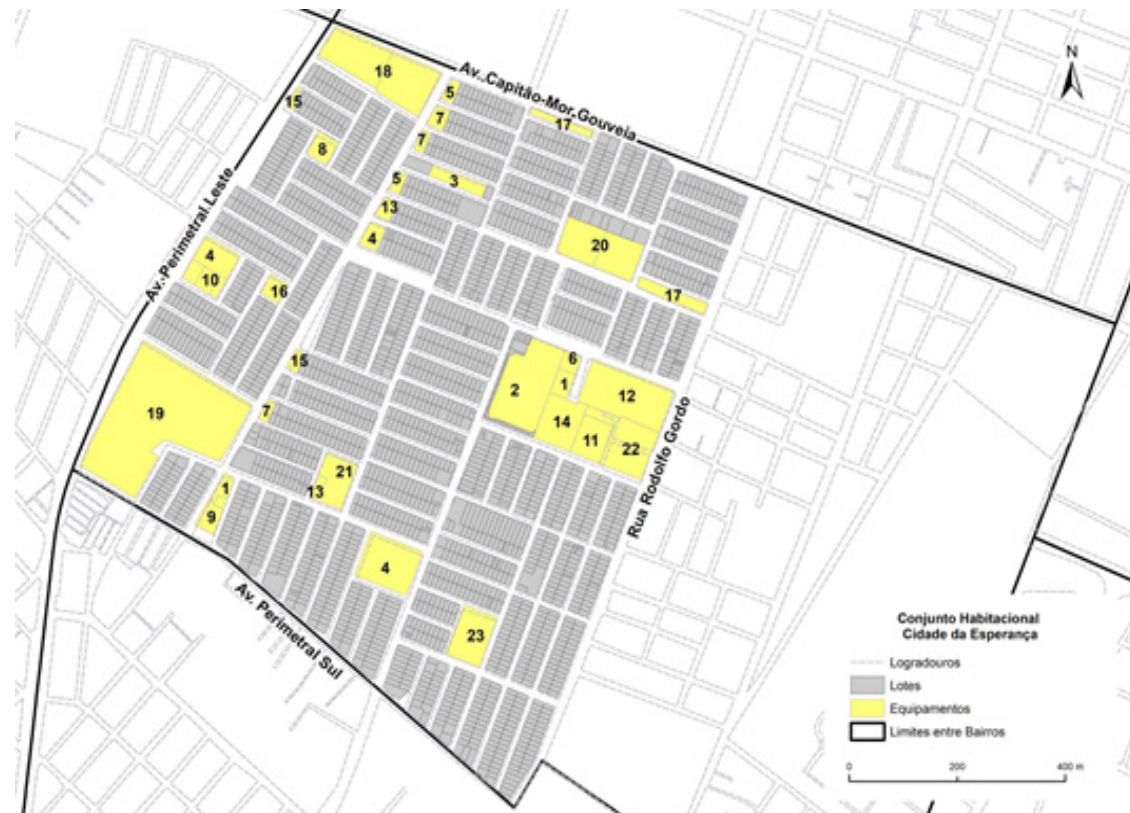 N
Av. Capitão-Mor Gouveia
18
5
15
7
17
7
8
5
3
13
Av. Perimetral Leste
4
20
4
10
16
17
15
6
2
1
12
19
7
14
11
22
Rua Rodolfo Gordo
21
13
1
9
4
Av. Perimetral Sul
23
Conjunto Habitacional
Cidade da Esperança
Logradouros
Lotes
Equipamentos
Limites entre Bairros
0 200 400 m